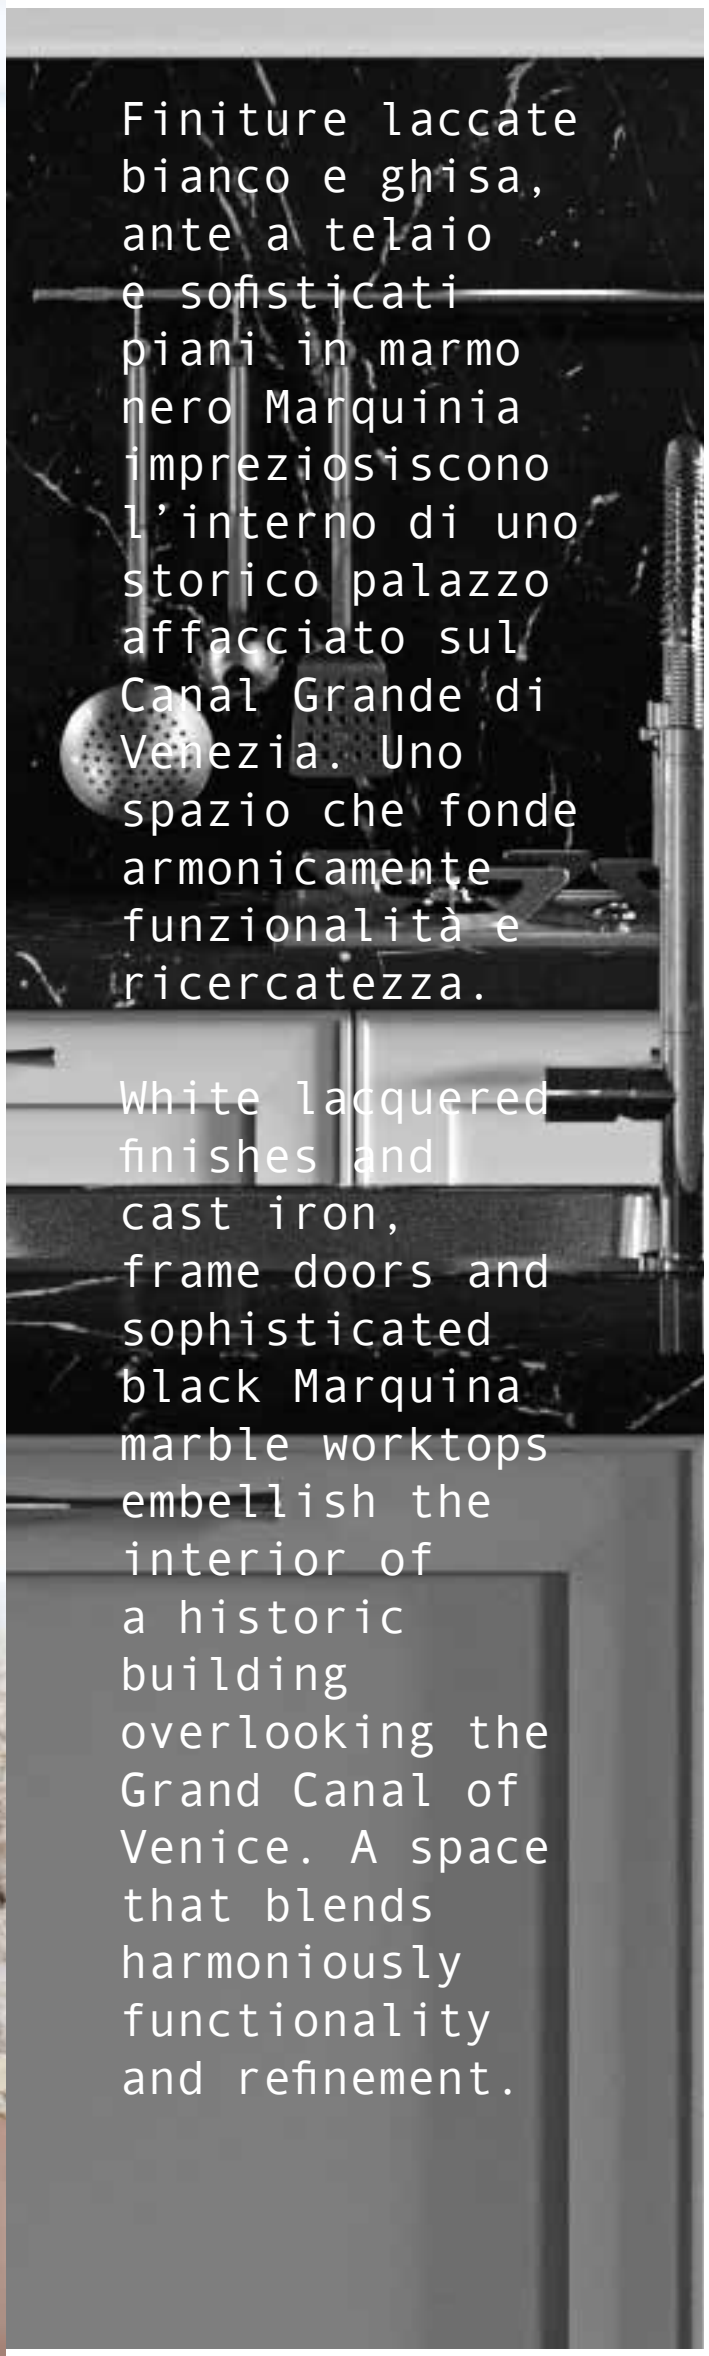 Finiture laccate
bianco e ghisa,
ante a telaio
e sofisticati
piani in marmo
nero Marquinia
impreziosiscono
l’interno di uno
storico palazzo
affacciato sul
Canal Grande di
Venezia. Uno
spazio che fonde
armonicamente
funzionalità e
ricercatezza.
White lacquered
finishes and
cast iron,
frame doors and
sophisticated
black Marquina
marble worktops
embellish the
interior of
a historic
building
overlooking the
Grand Canal of
Venice. A space
that blends
harmoniously
functionality
and refinement.